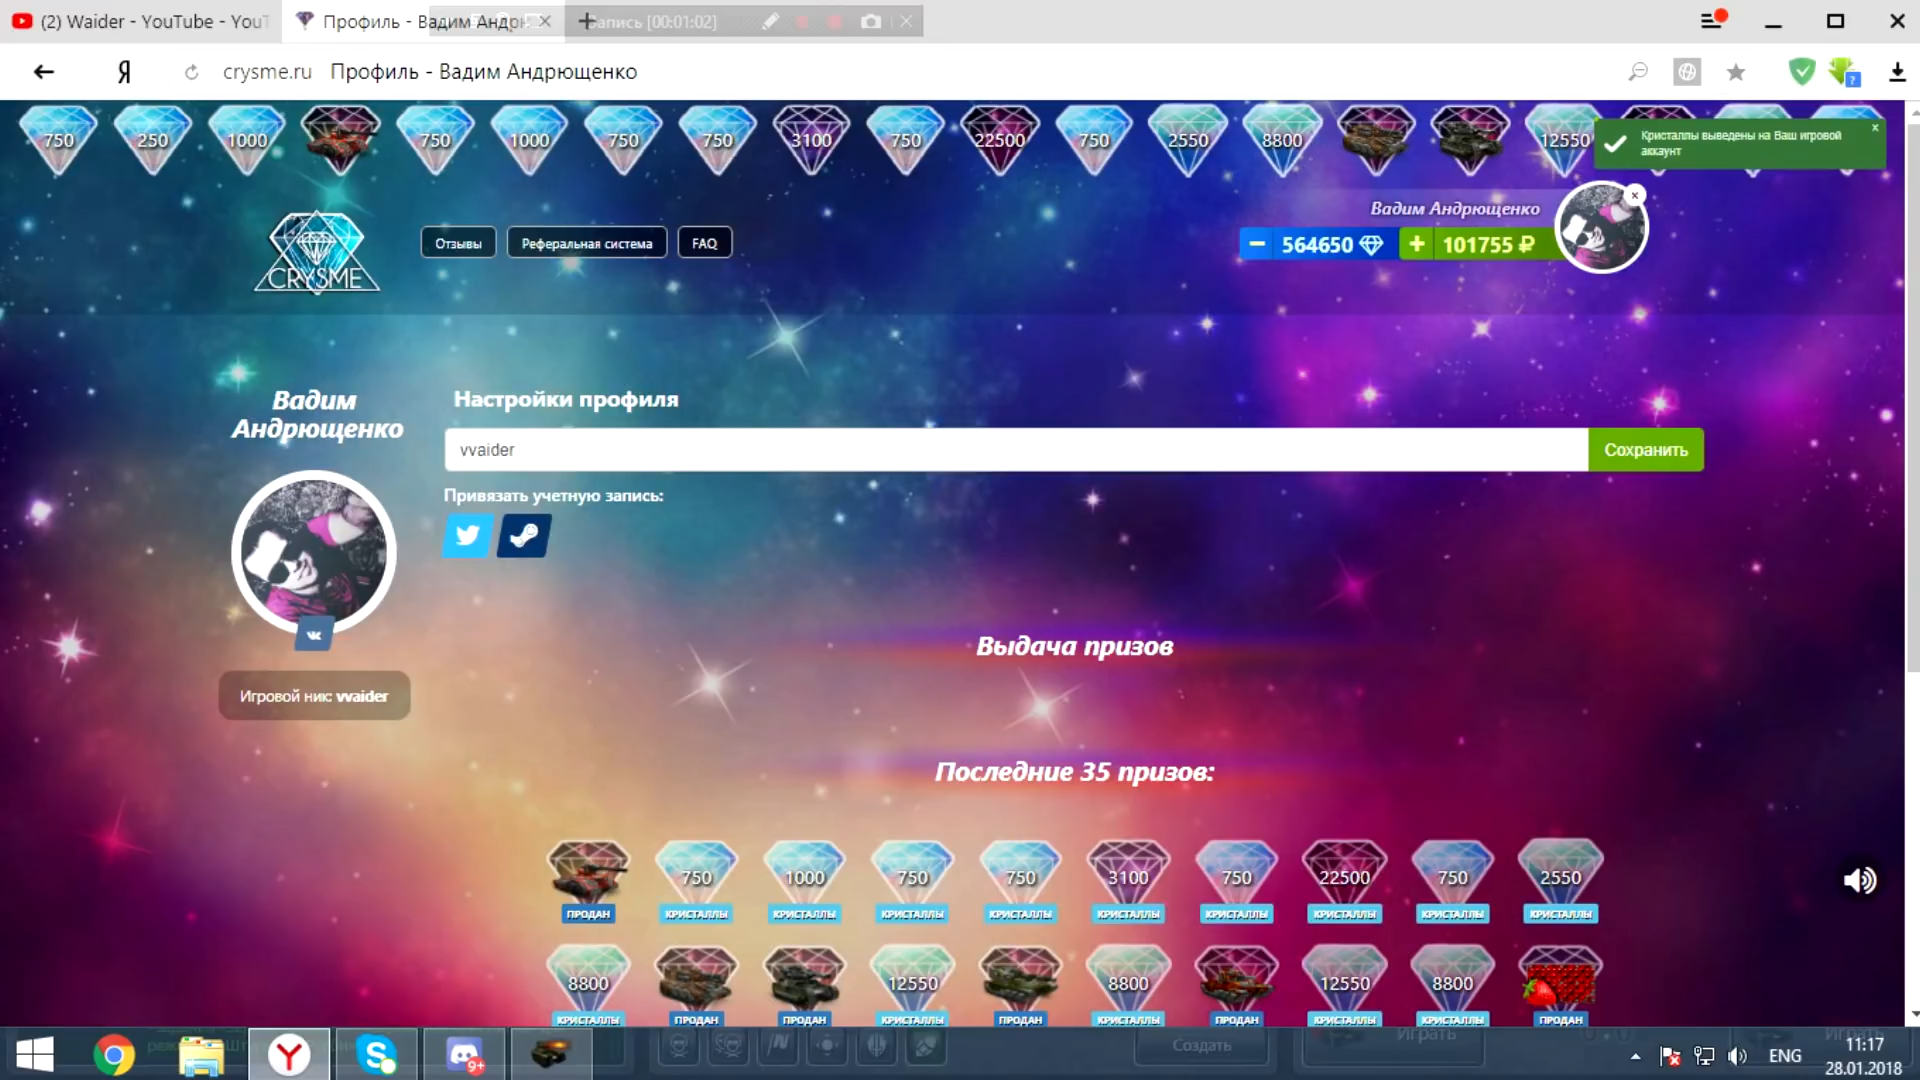 (2) Waider - YouTube - YouT
Профиль - Вадим Андр
Запись [00:01:02]
Я
crysme.ru Профиль - Вадим Андрющенко
750 250 1000 750 1000 750 750 3100 750 22500 750 2550 8800 12550
Кристаллы выведены на Ваш игровой
аккаунт
x
Вадим Андрющенко
CRYSME
Отзывы
Реферальная система
FAQ
564650
101755 ₽
Вадим
Андрющенко
Настройки профиля
vvaider
Сохранить
Привязать учетную запись:
Игровой ник: vvaider
Выдача призов
Последние 35 призов:
750 1000 750 750 3100 750 22500 750 2550
ПРОДАН КРИСТАЛЛЫ КРИСТАЛЛЫ КРИСТАЛЛЫ КРИСТАЛЛЫ КРИСТАЛЛЫ КРИСТАЛЛЫ КРИСТАЛЛЫ КРИСТАЛЛЫ КРИСТАЛЛЫ
8800 12550 8800 12550 8800
КРИСТАЛЛЫ ПРОДАН ПРОДАН КРИСТАЛЛЫ ПРОДАН КРИСТАЛЛЫ ПРОДАН КРИСТАЛЛЫ КРИСТАЛЛЫ ПРОДАН
Создать
Играть
Играть
9+
ENG
11:17
28.01.2018